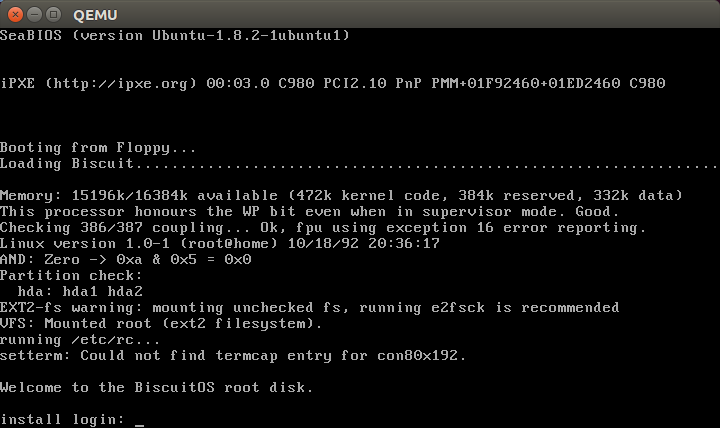 QEMU
SeaBIOS (version Ubuntu-1.8.2-1ubuntu1)
iPXE (http://ipxe.org) 00:03.0 C980 PCI2.10 PnP PMM+01F92460+01ED2460 C980
Booting from Floppy...
Loading Biscuit.................................................................
Memory: 15196k/16384k available (472k kernel code, 384k reserved, 332k data)
This processor honours the WP bit even when in supervisor mode. Good.
Checking 386/387 coupling... Ok, fpu using exception 16 error reporting.
Linux version 1.0-1 (root@home) 10/18/92 20:36:17
AND: Zero -> 0xa & 0x5 = 0x0
Partition check:
  hda: hda1 hda2
EXT2-fs warning: mounting unchecked fs, running e2fsck is recommended
VFS: Mounted root (ext2 filesystem).
running /etc/rc...
setterm: Could not find termcap entry for con80x192.
Welcome to the BiscuitOS root disk.
install login: _